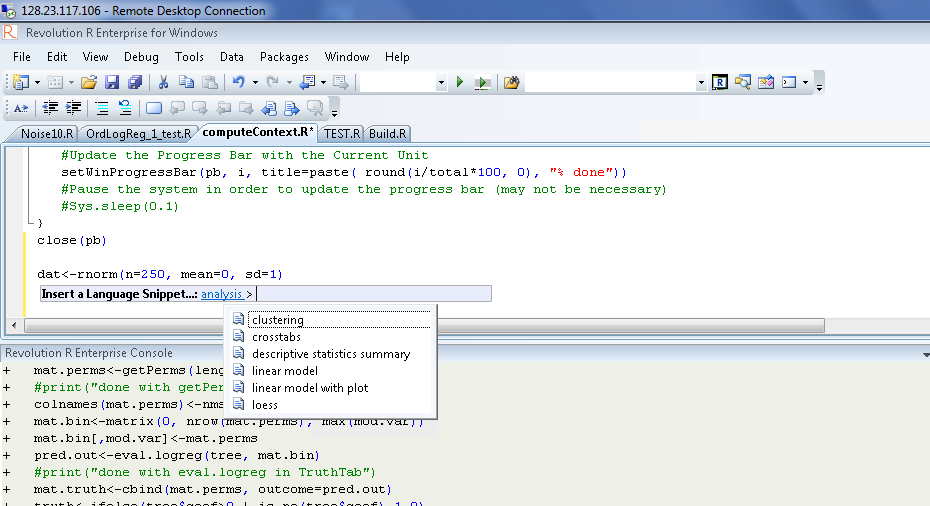 128.23.117.106 - Remote Desktop Connection
Revolution R Enterprise for Windows
File Edit View Debug Tools Data Packages Window Help
Noise10.R OrdLogReg_1_test.R computeContext.R* TEST.R Build.R
#Update the Progress Bar with the Current Unit
setWinProgressBar(pb, i, title=paste( round(i/total*100, 0), "% done"))
#Pause the system in order to update the progress bar (may not be necessary)
#Sys.sleep(0.1)
}
close(pb)
dat<-rnorm(n=250, mean=0, sd=1)
Insert a Language Snippet...: analysis >
clustering
crosstabs
descriptive statistics summary
linear model
linear model with plot
loess
Revolution R Enterprise Console
+ mat.perms<-getPerms(leng
+ #print("done with getPer
+ colnames(mat.perms)<-nms
+ mat.bin<-matrix(0, nrow(mat.perms), max(mod.var))
+ mat.bin[,mod.var]<-mat.perms
+ pred.out<-eval.logreg(tree, mat.bin)
+ #print("done with eval.logreg in TruthTab")
+ mat.truth<-cbind(mat.perms, outcome=pred.out)